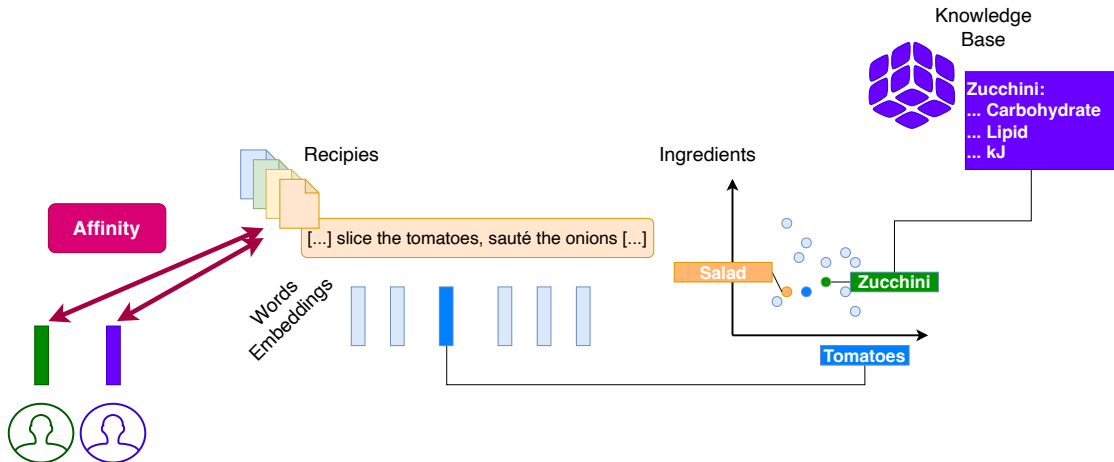 Knowledge
Base
Zucchini:
... Carbohydrate
... Lipid
... kJ
Recipies
Ingredients
Affinity
[...] slice the tomatoes, sauté the onions [...]
Salad
Zucchini
Words
Embeddings
Tomatoes